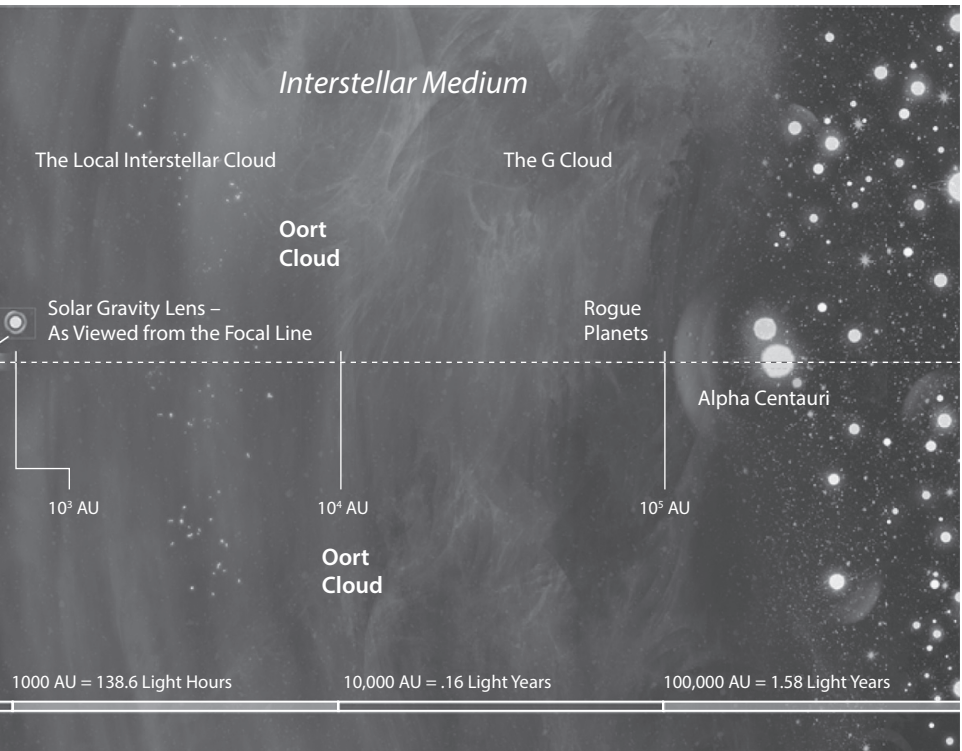 Interstellar Medium
The Local Interstellar Cloud
The G Cloud
Oort
Cloud
Solar Gravity Lens –
As Viewed from the Focal Line
Rogue
Planets
Alpha Centauri
10³ AU
10⁴ AU
10⁵ AU
Oort
Cloud
1000 AU = 138.6 Light Hours
10,000 AU = .16 Light Years
100,000 AU = 1.58 Light Years